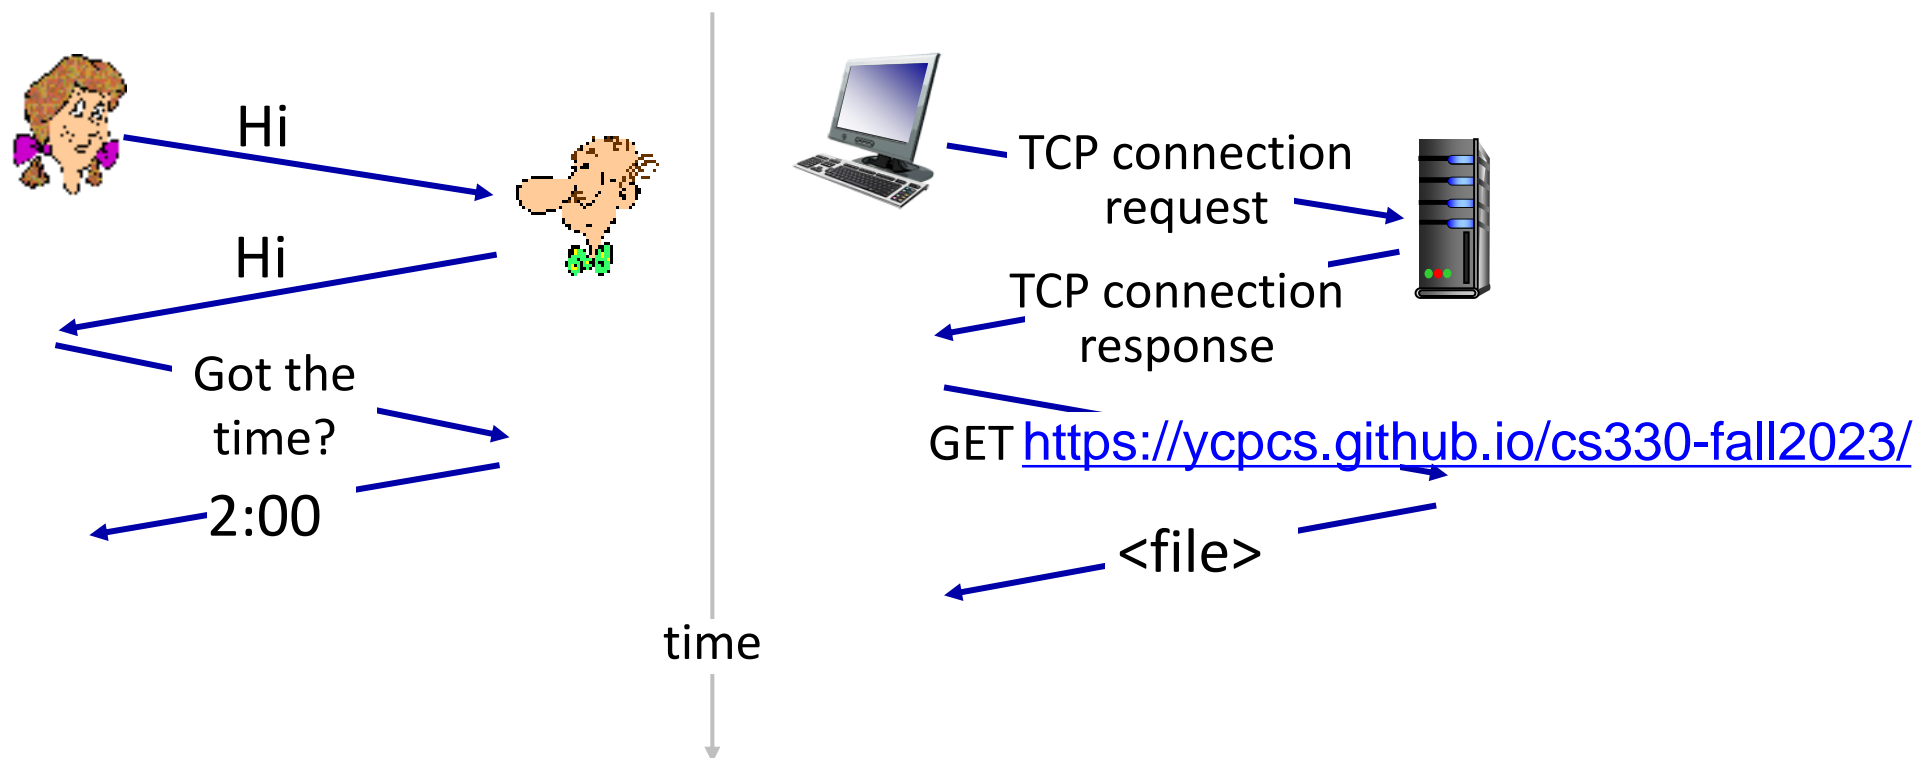 Hi
Hi
Got the
time?
2:00
time
TCP connection
request
TCP connection
response
GET https://ycpcs.github.io/cs330-fall2023/
<file>